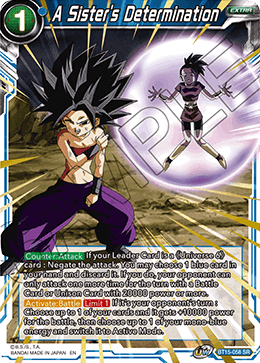 1
A Sister's Determination
EXTRA
Counter:Attack If your Leader Card is a 《Universe 6》
card : Negate the attack. You may choose 1 blue card in
your hand and discard it. If you do, your opponent can
only attack one more time for the turn with a Battle
Card or Unison Card with 20000 power or more.
Activate:Battle Limit 1 If it's your opponent's turn :
Choose up to 1 of your cards and it gets +10000 power
for the battle, then choose up to 1 of your mono-blue
energy and switch it to Active Mode.
©B.S./S., T.A.
BANDAI MADE IN JAPAN EN
BT15-058 SR